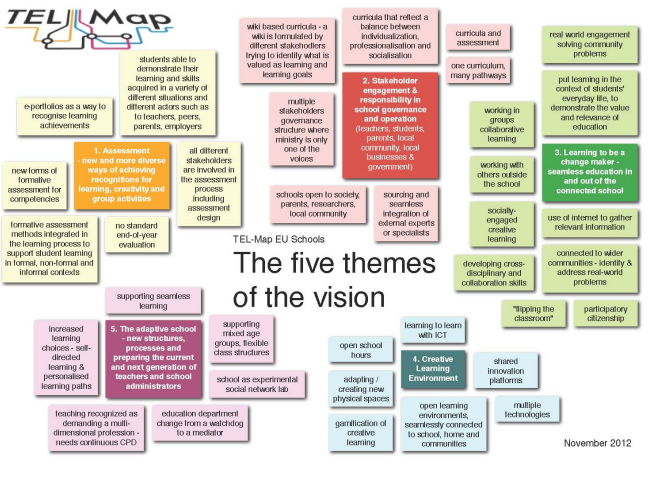 TEL Map
students able to
demonstrate their
learning and skills
acquired in a variety of
different situations and
different actors such as
to teachers, peers,
parents, employers
e-portfolios as a way to
recognise learning
achievements
1. Assessment
- new and more diverse
ways of achieving
recognitions for
learning, creativity and
group activities
all different
stakeholders
are involved in
the assessment
process
including
assessment
design
new forms of
formative
assessment for
competencies
formative assessment
methods integrated in
the learning process to
support student learning
in formal, non-formal and
informal contexts
no standard
end-of-year
evaluation
wiki based curricula - a
wiki is formulated by
different stakehodlers
trying to identify what is
valued as learning and
learning goals
curricula that reflect a
balance between
individualization,
professionalisation and
socialisation
curricula and
assessment
one curriculum,
many pathways
multiple
stakeholders
governance
structure where
ministry is only
one of the
voices
2. Stakeholder
engagement &
responsibility in
school governance
and operation
(teachers, students,
parents, local
community, local
businesses &
government)
schools open to society,
parents, researchers,
local community
sourcing and
seamless
integration of
external experts
or specialists
real world engagement
solving community
problems
put learning in the
context of students'
everyday life, to
demonstrate the value
and relevance of
education
working in
groups
collaborative
learning
working with
others outside
the school
3. Learning to be a
change maker -
seamless education in
and out of the
connected school
socially-
engaged
creative
learning
use of internet to gather
relevant information
developing cross-
disciplinary and
collaboration skills
connected to wider
communities - identify &
address real-world
problems
"flipping the
classroom"
participatory
citizenship
TEL-Map EU Schools
The five themes
of the vision
supporting seamless
learning
increased
learning
choices - self-
directed
learning &
personalised
learning paths
5. The adaptive school
- new structures,
processes and
preparing the current
and next generation of
teachers and school
administrators
supporting
mixed age
groups, flexible
class structures
school as experimental
social network lab
teaching recognized as
demanding a multi-
dimensional profession -
needs continuous CPD
education department
change from a watchdog
to a mediator
learning to learn
with ICT
open school
hours
4. Creative
Learning
Environment
shared
innovation
platforms
adapting /
creating new
physical spaces
gamification of
creative
learning
open learning
environments,
seamlessly connected
to school, home and
communities
multiple
technologies
November 2012